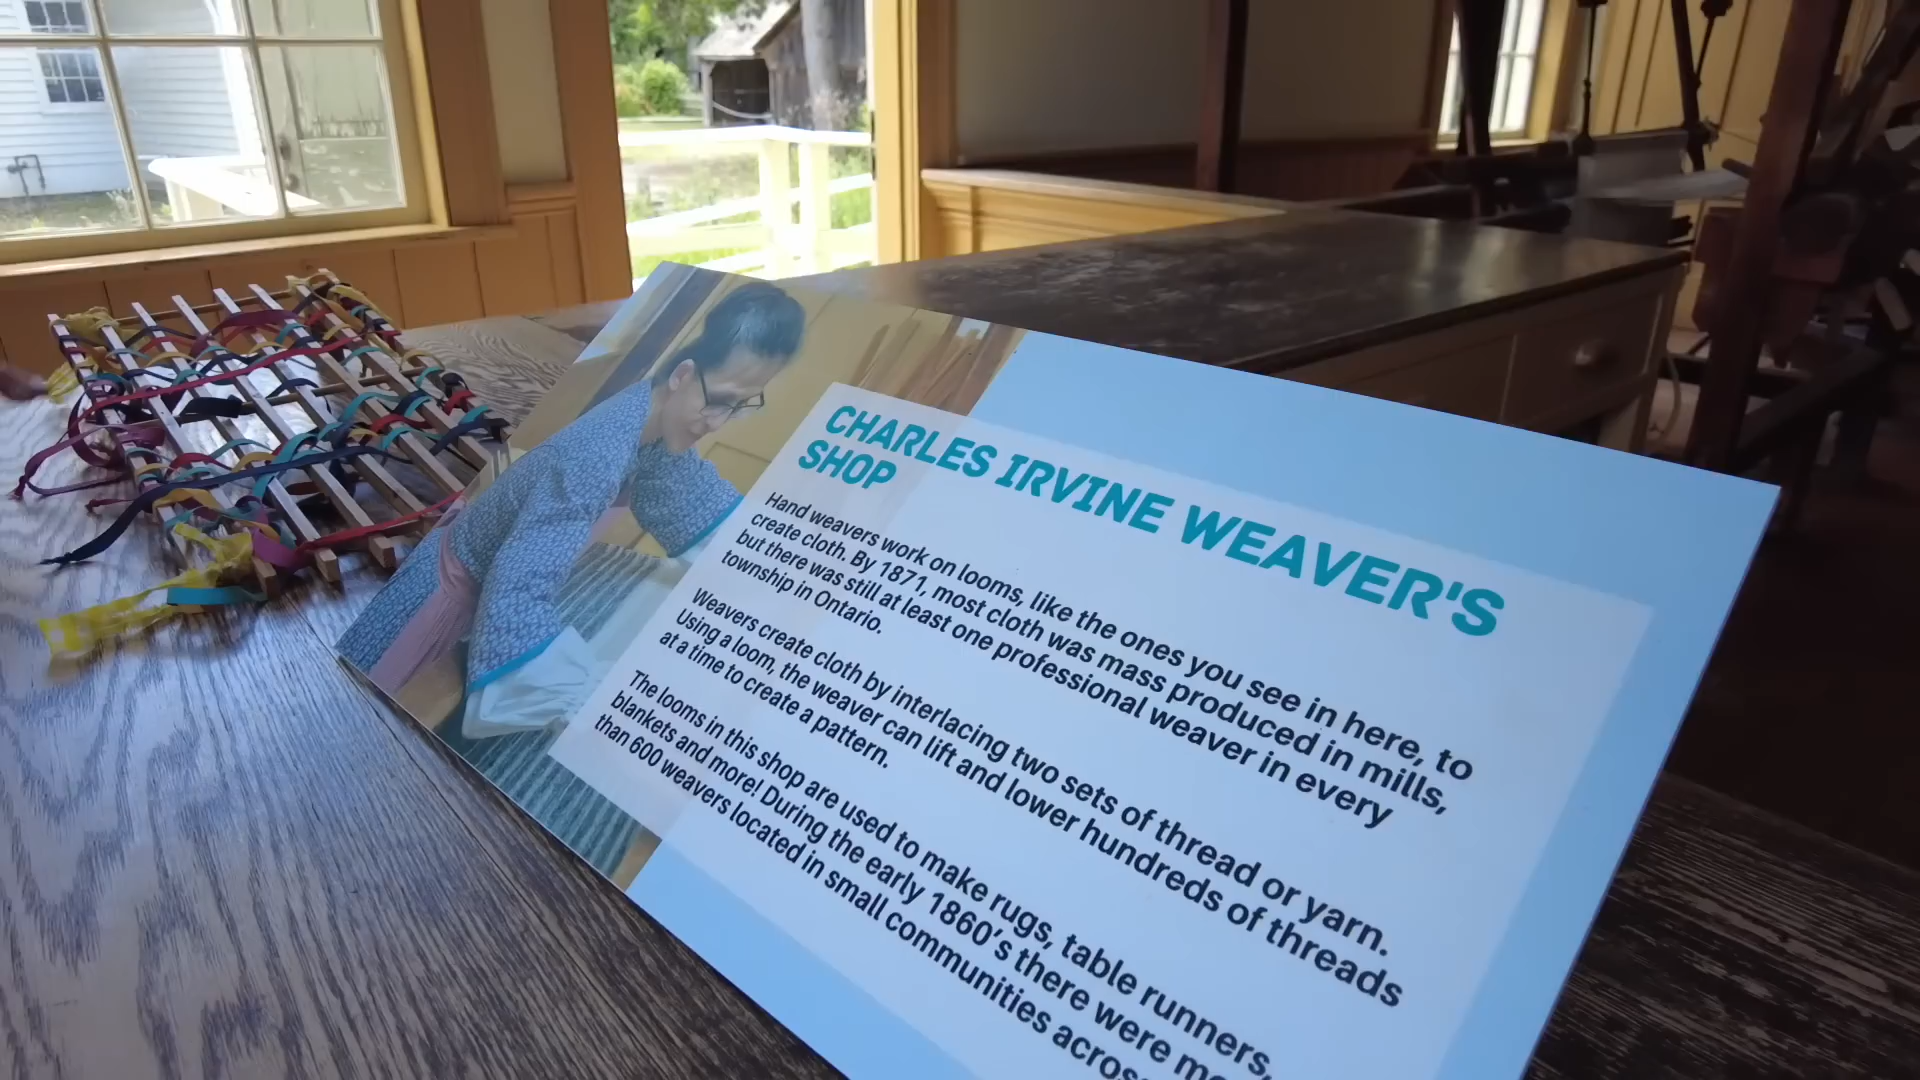 CHARLES IRVINE WEAVER'S
SHOP
Hand weavers work on looms, like the ones you see in here, to
create cloth. By 1871, most cloth was mass produced in mills,
but there was still at least one professional weaver in every
township in Ontario.
Weavers create cloth by interlacing two sets of thread or yarn.
Using a loom, the weaver can lift and lower hundreds of threads
at a time to create a pattern.
The looms in this shop are used to make rugs, table runners,
blankets and more! During the early 1860's there were
than 600 weavers located in small communities